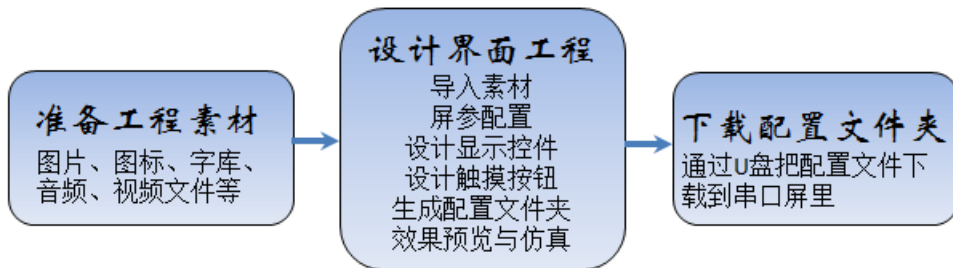 准备工程素材
图片、图标、字库、
音频、视频文件等
设计界面工程
导入素材
屏参配置
设计显示控件
设计触摸按钮
生成配置文件夹
效果预览与仿真
下载配置文件夹
通过U盘把配置文件下
载到串口屏里